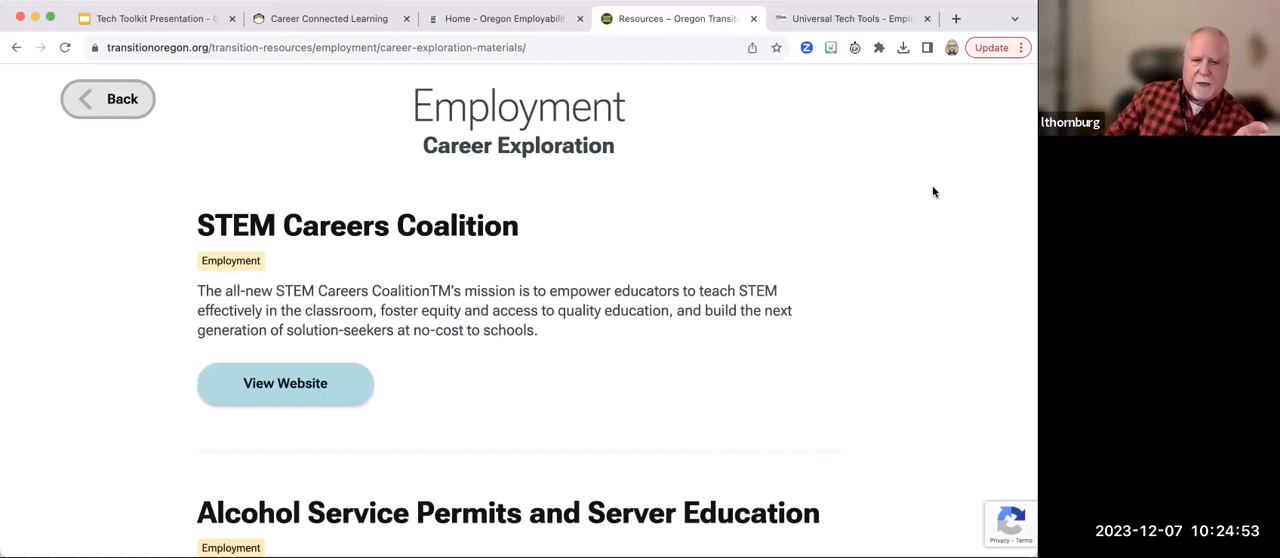 Tech Toolkit Presentation - G
Career Connected Learning
Home - Oregon Employabili
Resources – Oregon Transiti
Universal Tech Tools - Emplo
transitionoregon.org/transition-resources/employment/career-exploration-materials/
Update
Back
Employment
Career Exploration
STEM Careers Coalition
Employment
The all-new STEM Careers CoalitionTM's mission is to empower educators to teach STEM
effectively in the classroom, foster equity and access to quality education, and build the next
generation of solution-seekers at no-cost to schools.
View Website
Alcohol Service Permits and Server Education
Employment
Privacy - Terms
lthornburg
2023-12-07 10:24:53